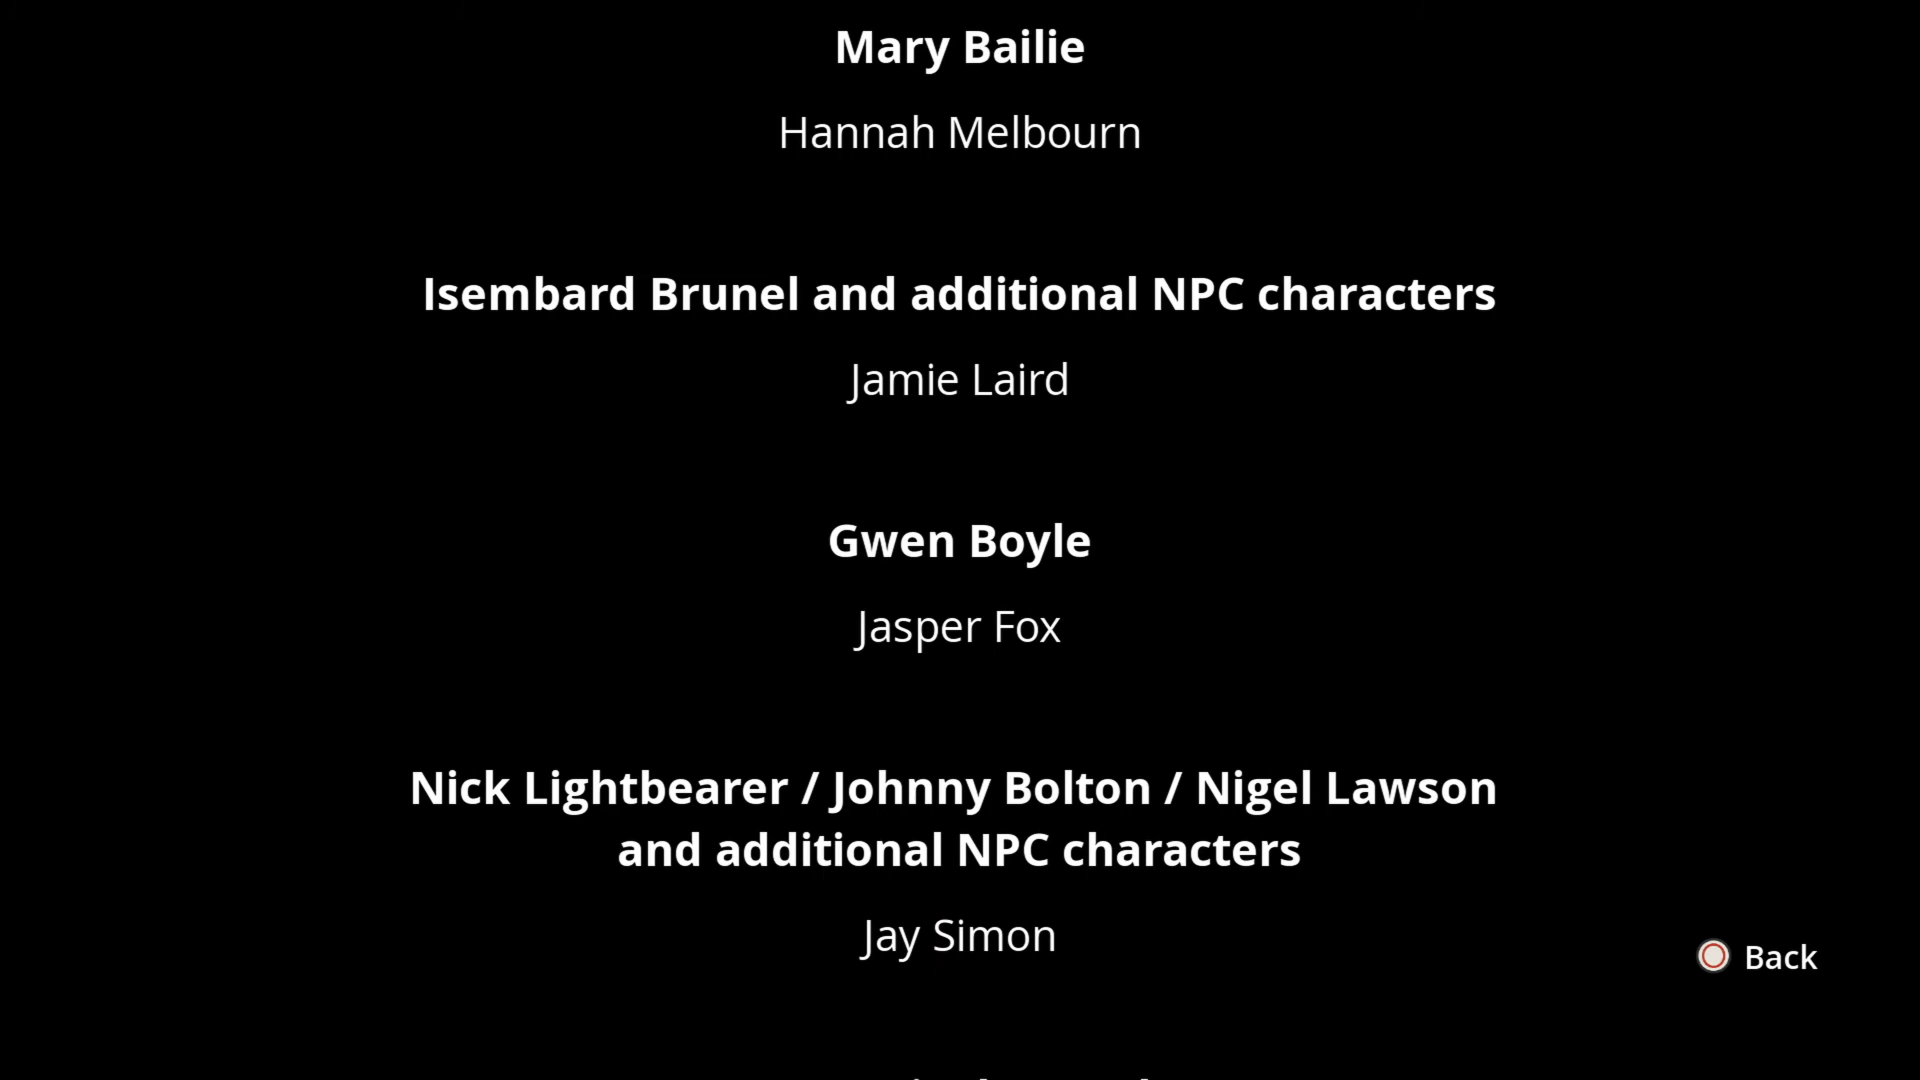 Mary Bailie
Hannah Melbourn
Isembard Brunel and additional NPC characters
Jamie Laird
Gwen Boyle
Jasper Fox
Nick Lightbearer / Johnny Bolton / Nigel Lawson
and additional NPC characters
Jay Simon
Back